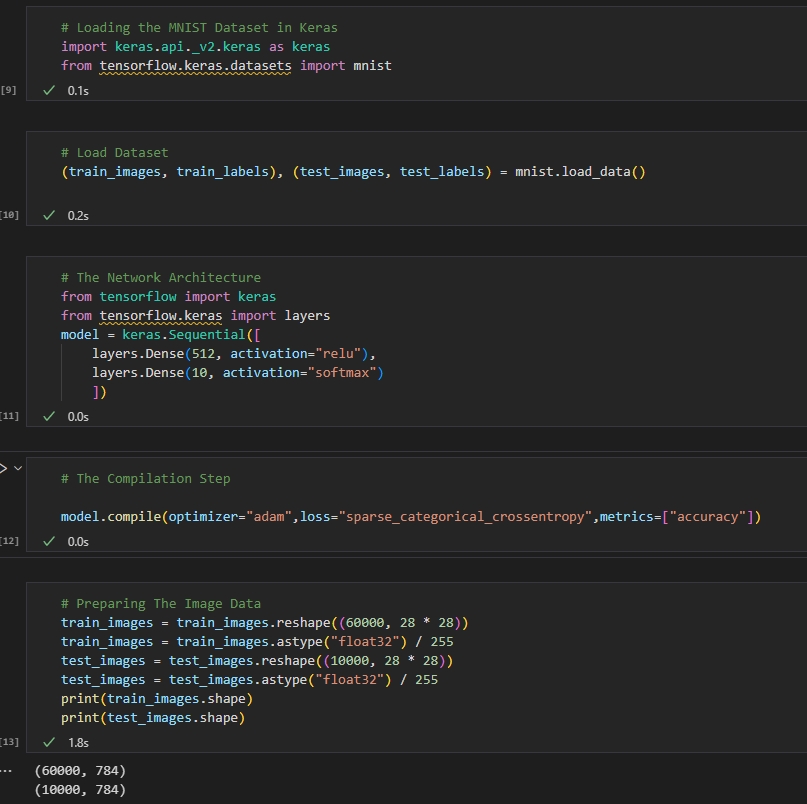 # Loading the MNIST Dataset in Keras
import keras.api._v2.keras as keras
from tensorflow.keras.datasets import mnist
[9]
0.1s
# Load Dataset
(train_images, train_labels), (test_images, test_labels) = mnist.load_data()
[10]
0.2s
# The Network Architecture
from tensorflow import keras
from tensorflow.keras import layers
model = keras.Sequential([
    layers.Dense(512, activation="relu"),
    layers.Dense(10, activation="softmax")
    ])
[11]
0.0s
# The Compilation Step
model.compile(optimizer="adam",loss="sparse_categorical_crossentropy",metrics=["accuracy"])
[12]
0.0s
# Preparing The Image Data
train_images = train_images.reshape((60000, 28 * 28))
train_images = train_images.astype("float32") / 255
test_images = test_images.reshape((10000, 28 * 28))
test_images = test_images.astype("float32") / 255
print(train_images.shape)
print(test_images.shape)
[13]
1.8s
(60000, 784)
(10000, 784)